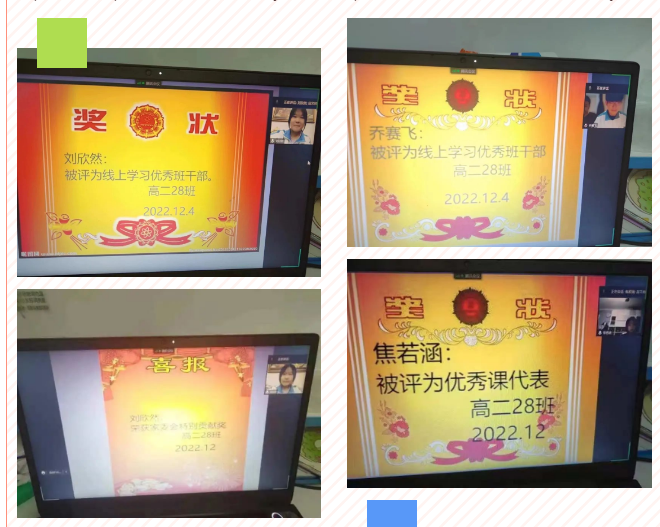 奖 状
刘欣然：
被评为线上学习优秀班干部。
高二28班
2022.12.4
奖 状
乔赛飞：
被评为线上学习优秀班干部
高二28班
2022.12.4
喜报
刘欣然：
高二28班
2022.12
奖 状
焦若涵：
被评为优秀课代表
高二28班
2022.12